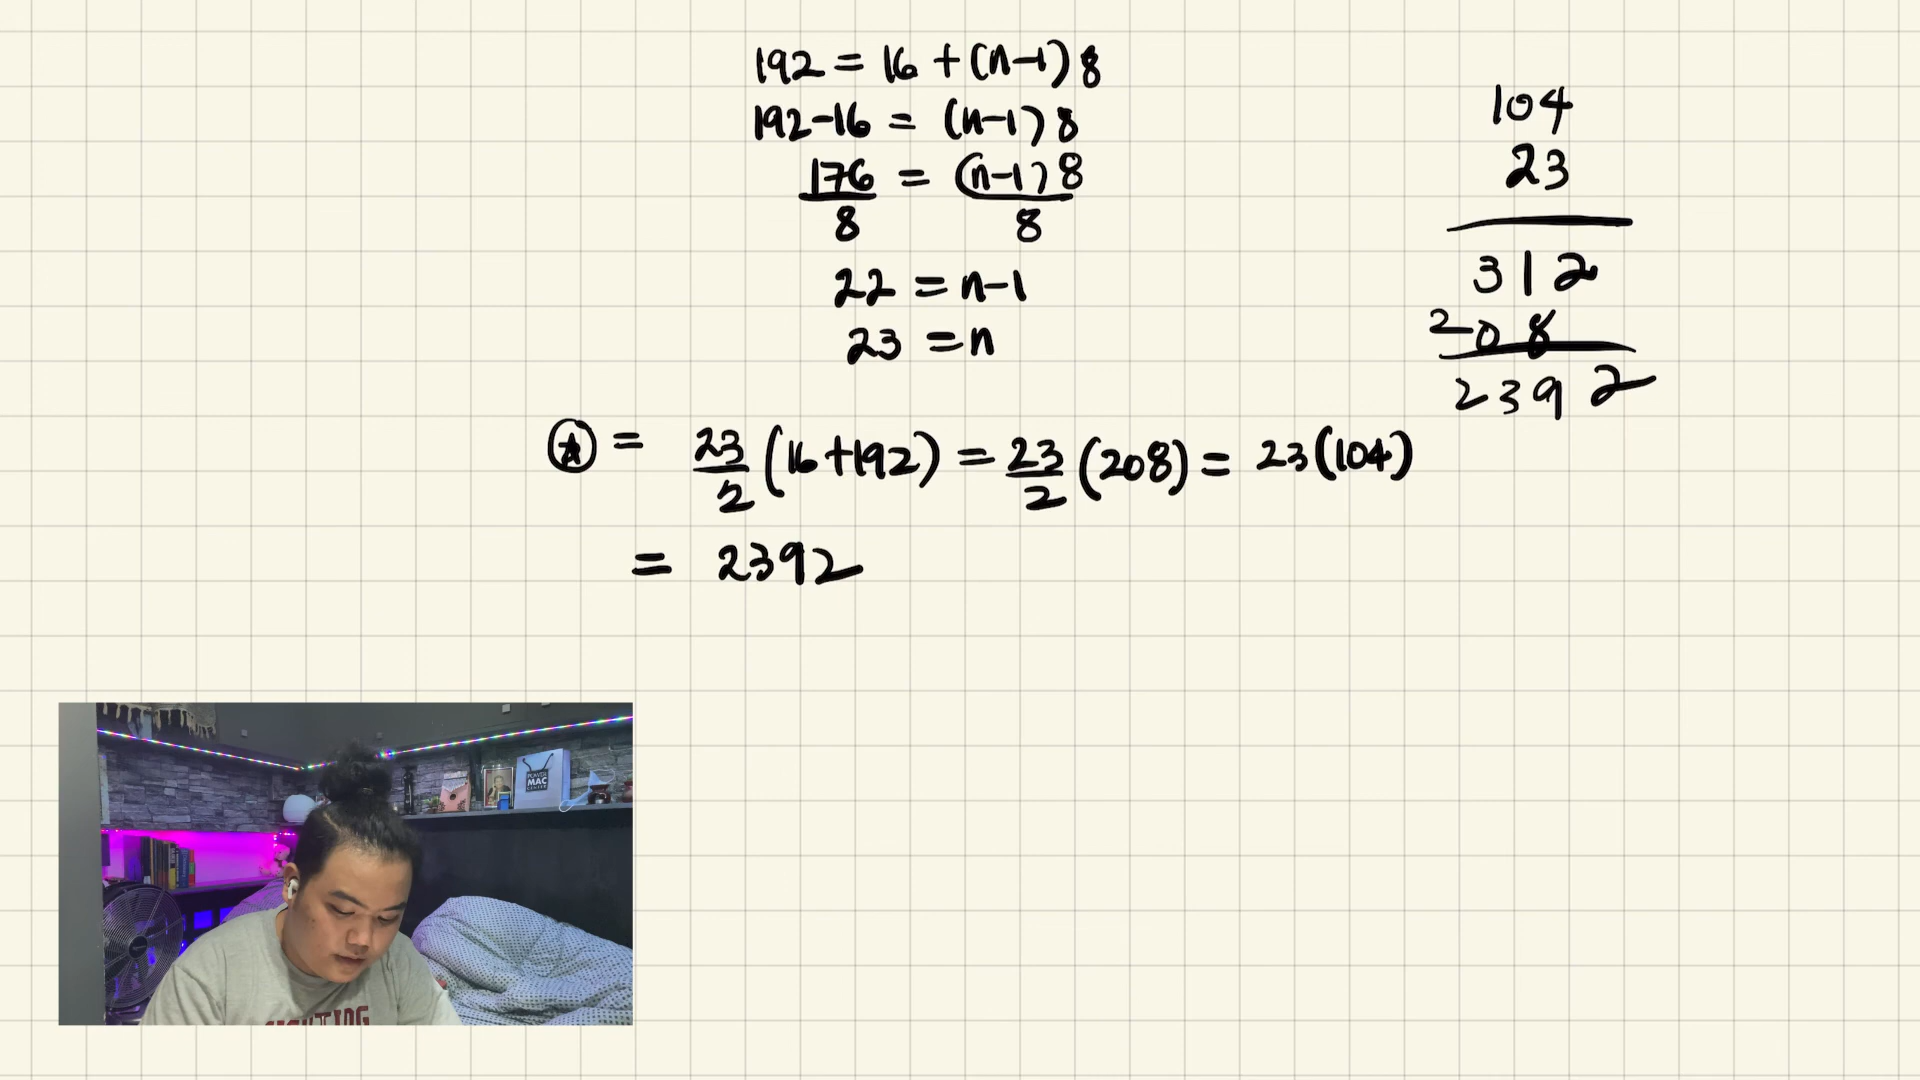 192 = 16 + (n-1) 8
192-16 = (n-1) 8
176/8 = (n-1) 8/8
22 = n-1
23 = n
104
23
312
208
2392
★ = 23/2 (16+192) = 23/2 (208) = 23(104)
= 2392
MAC
CENTER